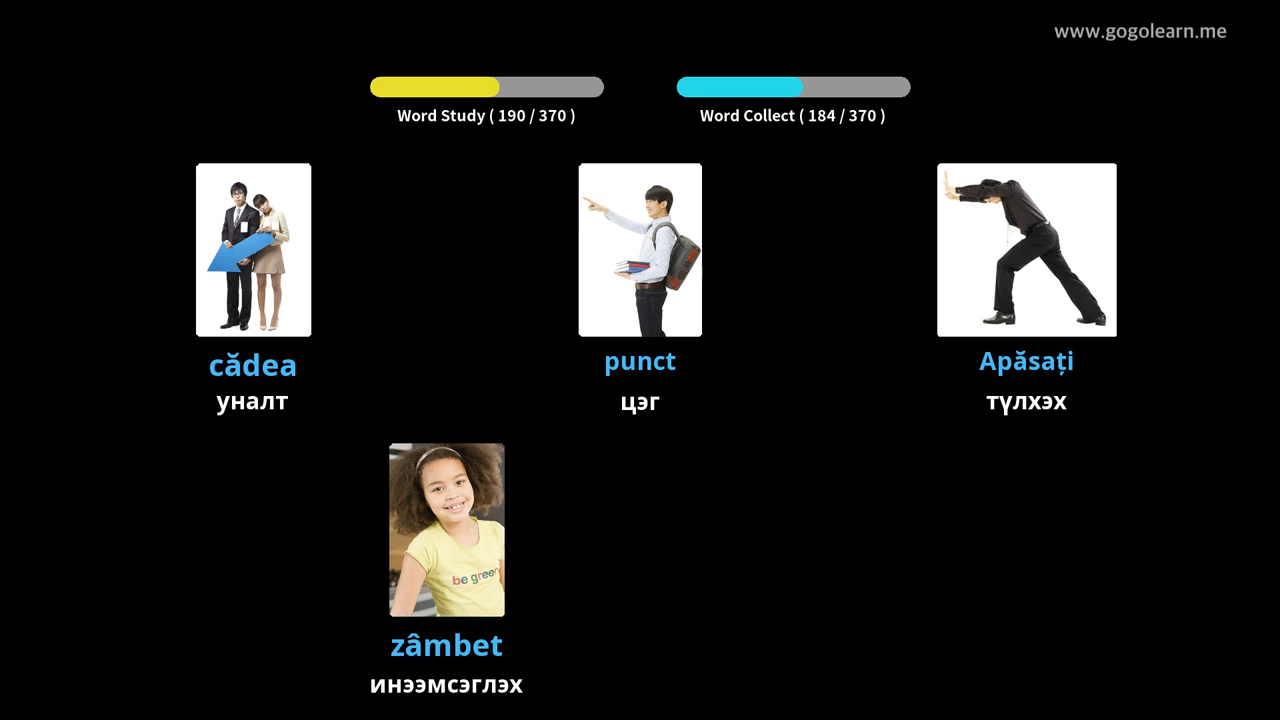 www.gogolearn.me
Word Study ( 190 / 370 )
Word Collect ( 184 / 370 )
cădea
уналт
punct
цэг
Apăsați
түлхэх
be green
zâmbet
инээмсэглэх